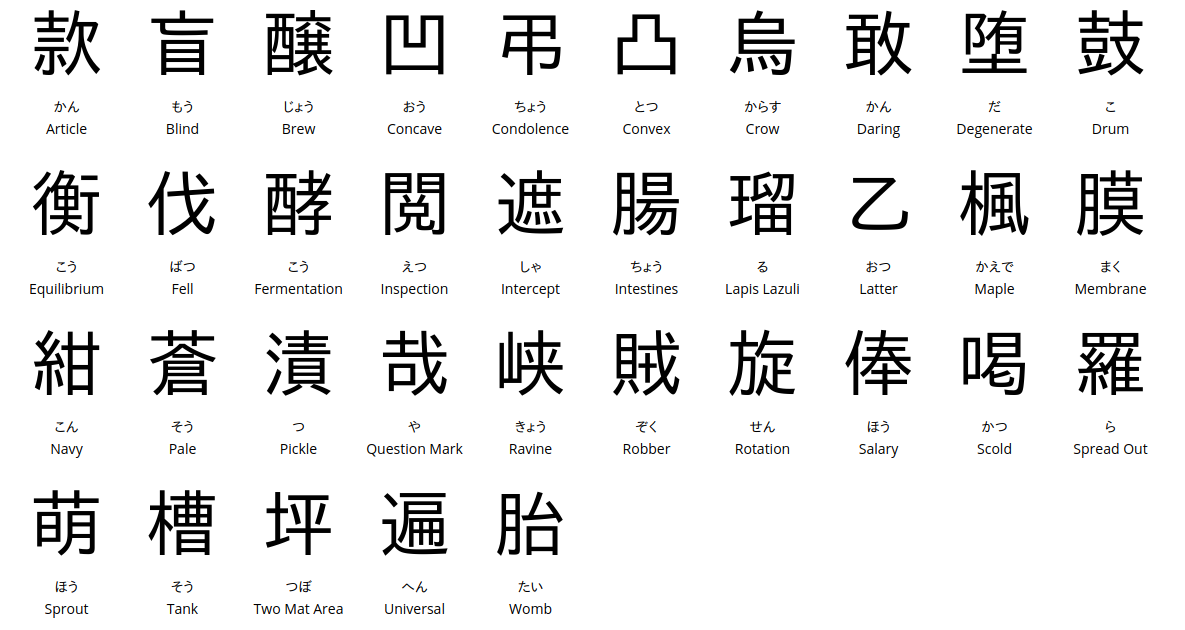 款 盲 醸 凹 弔 凸 烏 敢 堕 鼓
かん もう じょう おう ちょう とつ からす かん だ こ
Article Blind Brew Concave Condolence Convex Crow Daring Degenerate Drum
衡 伐 酵 閲 遮 腸 瑠 乙 楓 膜
こう ばつ こう えつ しゃ ちょう る おつ かえで まく
Equilibrium Fell Fermentation Inspection Intercept Intestines Lapis Lazuli Latter Maple Membrane
紺 蒼 漬 哉 峡 賊 旋 俸 喝 羅
こん そう つ や きょう ぞく せん ほう かつ ら
Navy Pale Pickle Question Mark Ravine Robber Rotation Salary Scold Spread Out
萌 槽 坪 遍 胎
ほう そう つぼ へん たい
Sprout Tank Two Mat Area Universal Womb